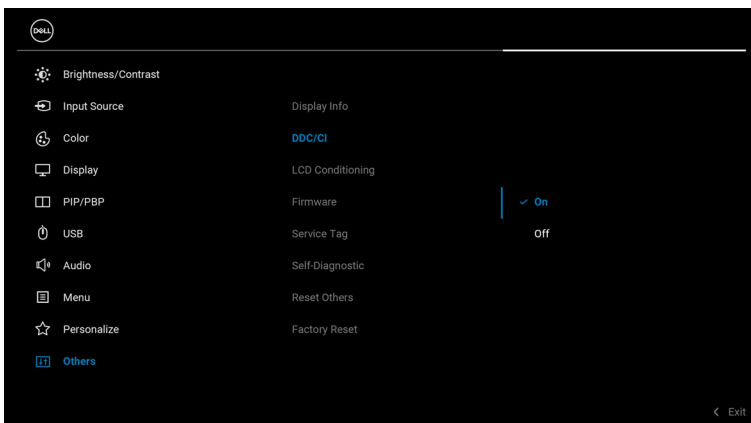 DELL
Brightness/Contrast
Input Source
Color
Display
PIP/PBP
USB
Audio
Menu
Personalize
Others
Display Info
DDC/CI
LCD Conditioning
Firmware
Service Tag
Self-Diagnostic
Reset Others
Factory Reset
On
Off
Exit